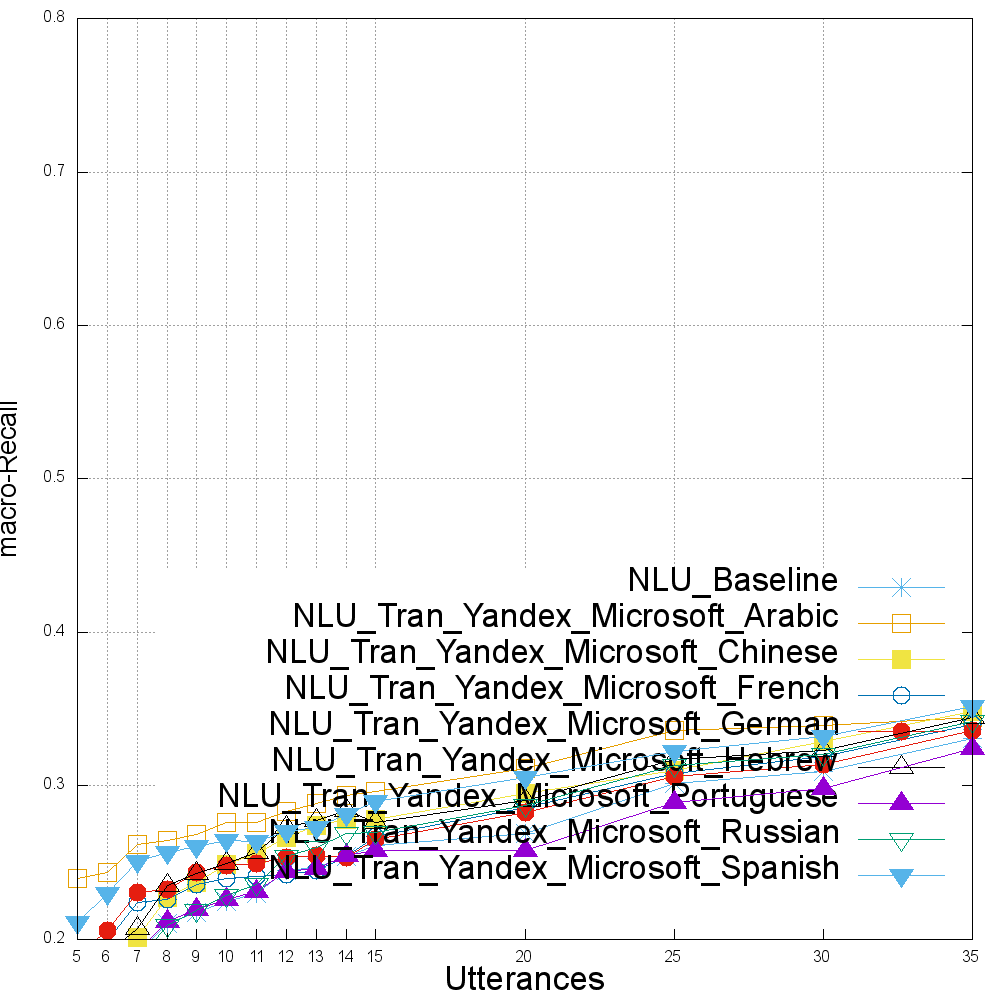 0.8
0.7
0.6
0.5
0.4
0.3
0.2
macro-Recall
NLU_Baseline
NLU_Tran_Yandex_Microsoft_Arabic
NLU_Tran_Yandex_Microsoft_Chinese
NLU_Tran_Yandex_Microsoft_French
NLU_Tran_Yandex_Microsoft_German
NLU_Tran_Yandex_Microsoft_Hebrew
NLU_Tran_Yandex_Microsoft_Portuguese
NLU_Tran_Yandex_Microsoft_Russian
NLU_Tran_Yandex_Microsoft_Spanish
5 6 7 8 9 10 11 12 13 14 15 20 25 30 35
Utterances